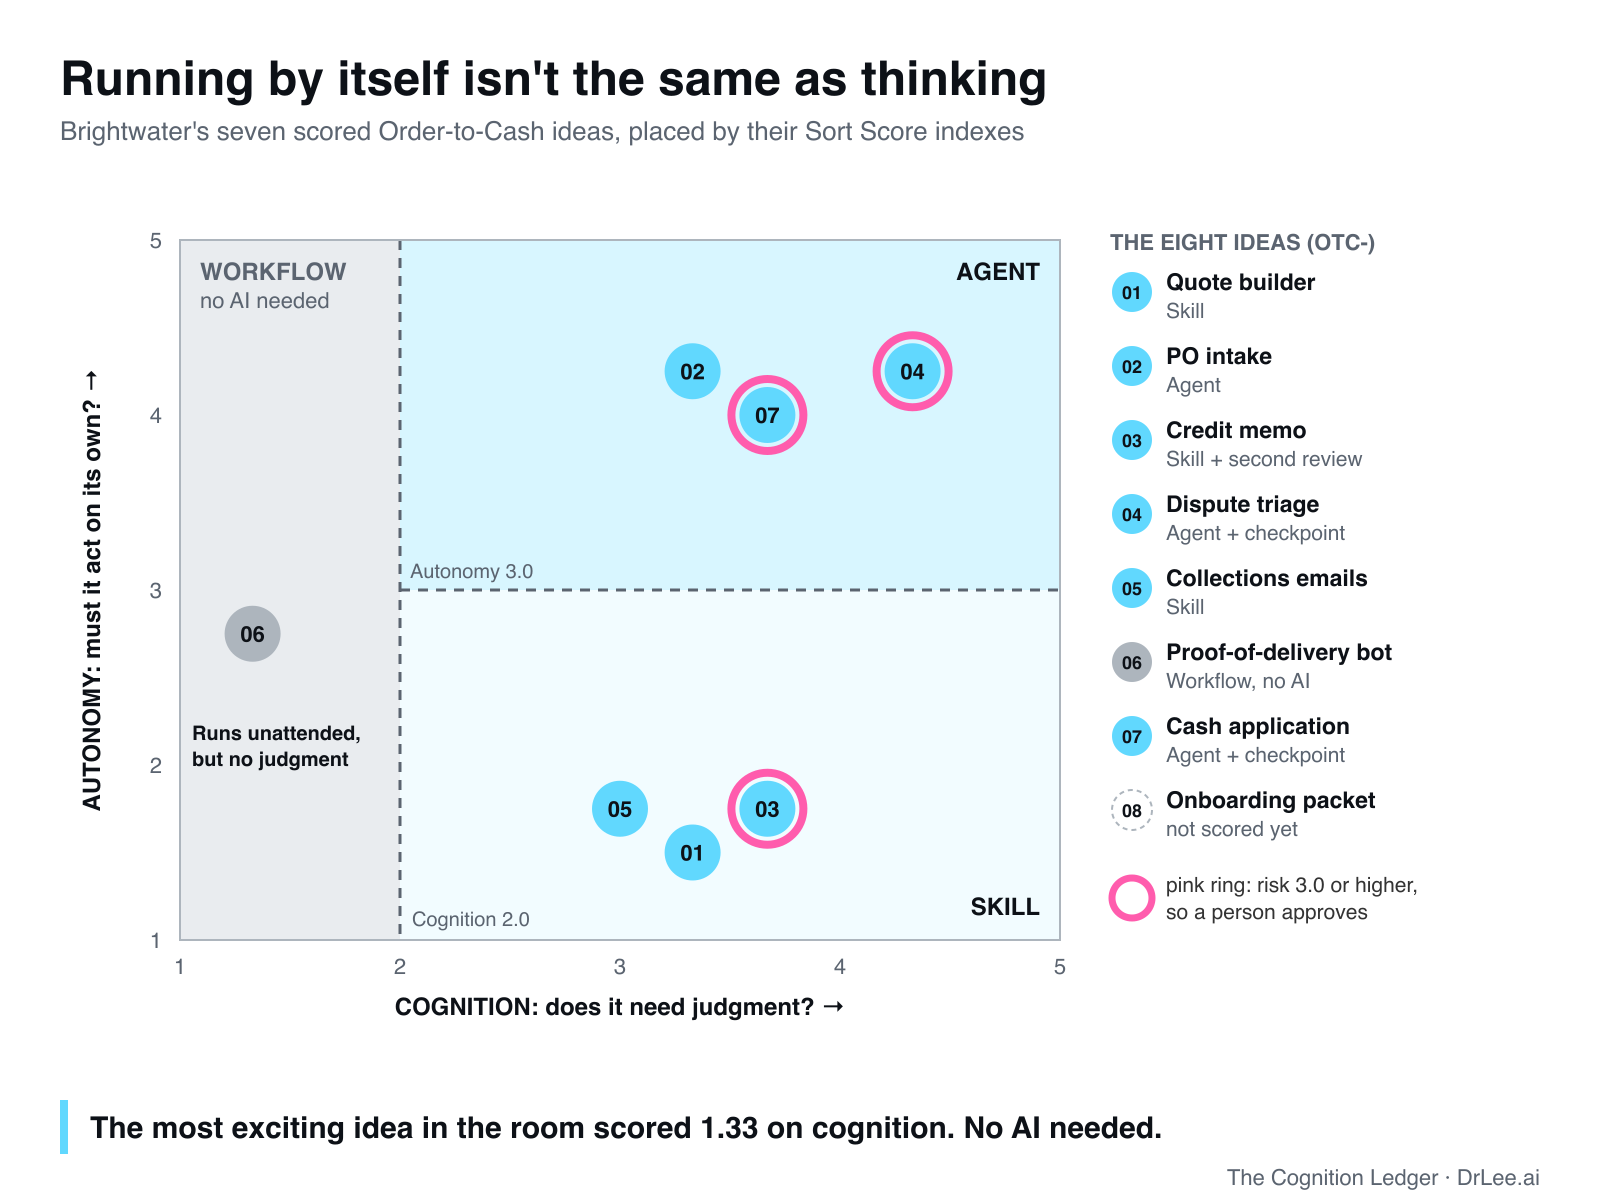 Running by itself isn't the same as thinking
Brightwater's seven scored Order-to-Cash ideas, placed by their Sort Score indexes
AUTONOMY: must it act on its own? →
5
4
3
2
1
WORKFLOW
no AI needed
AGENT
02
04
07
Autonomy 3.0
06
Runs unattended,
but no judgment
05
03
01
SKILL
Cognition 2.0
1
2
3
4
5
COGNITION: does it need judgment? →
THE EIGHT IDEAS (OTC-)
01
Quote builder
Skill
02
PO intake
Agent
03
Credit memo
Skill + second review
04
Dispute triage
Agent + checkpoint
05
Collections emails
Skill
06
Proof-of-delivery bot
Workflow, no AI
07
Cash application
Agent + checkpoint
08
Onboarding packet
not scored yet
pink ring: risk 3.0 or higher,
so a person approves
The most exciting idea in the room scored 1.33 on cognition. No AI needed.
The Cognition Ledger · DrLee.ai